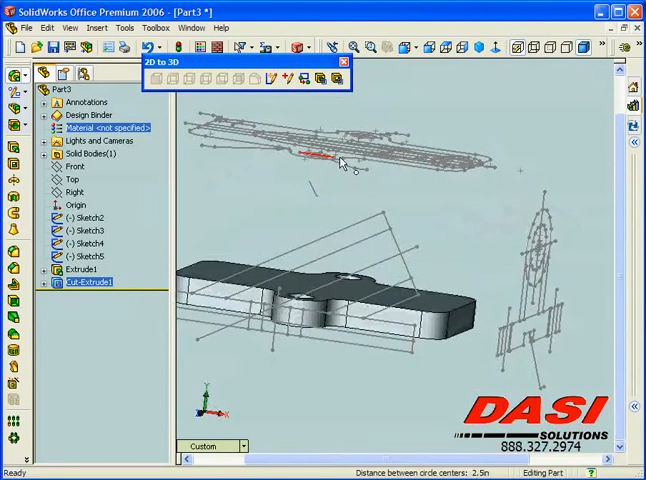 SolidWorks Office Premium 2006 - [Part3 *]
File Edit View Insert Tools Toolbox Window Help
2D to 3D
Part3
Annotations
Design Binder
Material <not specified>
Lights and Cameras
Solid Bodies(1)
Front
Top
Right
Origin
(-) Sketch2
(-) Sketch3
(-) Sketch4
(-) Sketch5
Extrude1
Cut-Extrude1
Y
X
Z
DASI
SOLUTIONS
888.327.2974
Custom
Ready Distance between circle centers: 2.5in Editing Part